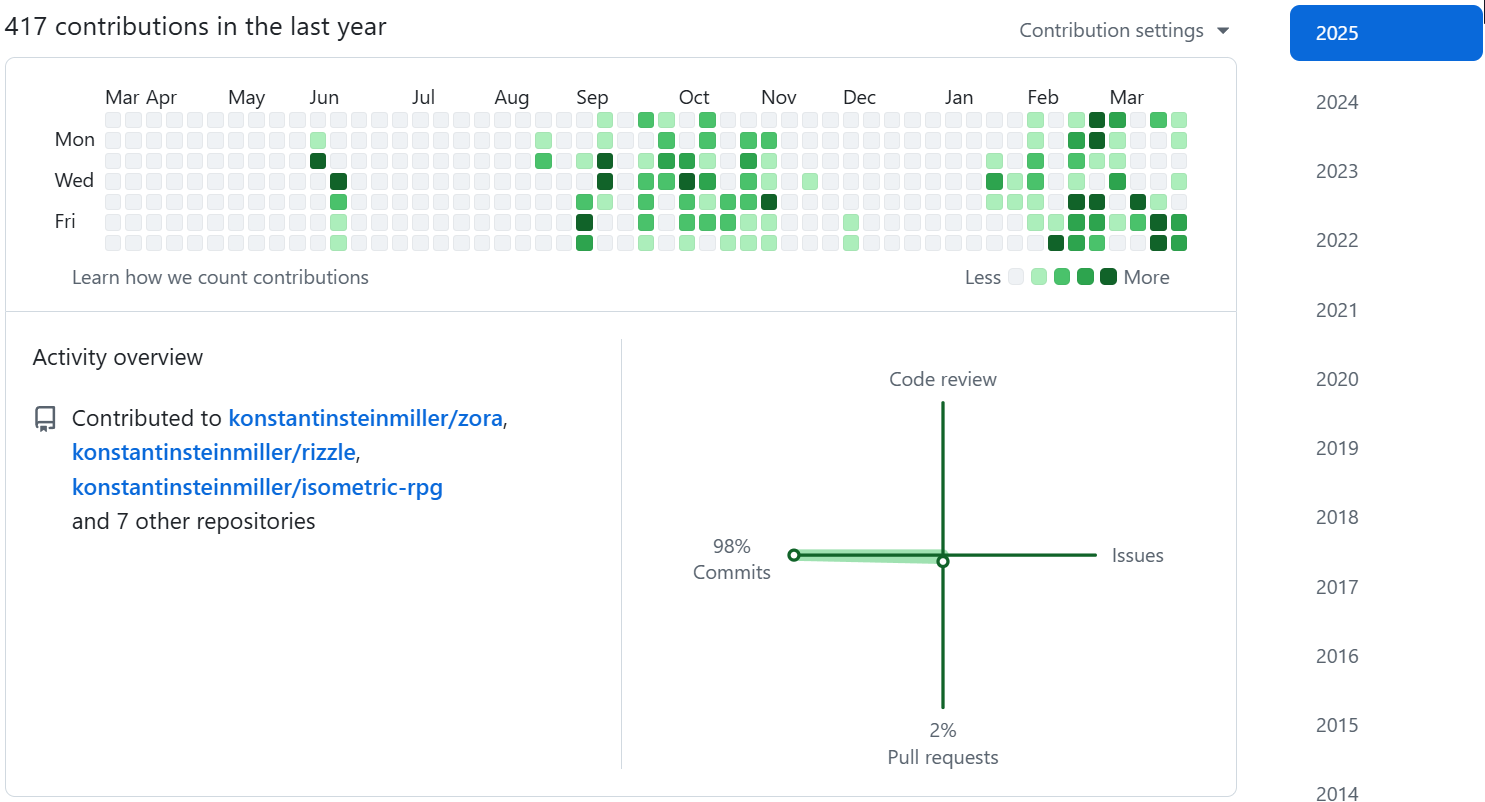 417 contributions in the last year
Contribution settings
2025
2024
2023
2022
2021
2020
2019
2018
2017
2016
2015
2014
Mar Apr May Jun Jul Aug Sep Oct Nov Dec Jan Feb Mar
Mon
Wed
Fri
Learn how we count contributions
Less More
Activity overview
Contributed to konstantinsteinmiller/zora,
konstantinsteinmiller/rizzle,
konstantinsteinmiller/isometric-rpg
and 7 other repositories
Code review
98%
Commits
Issues
2%
Pull requests